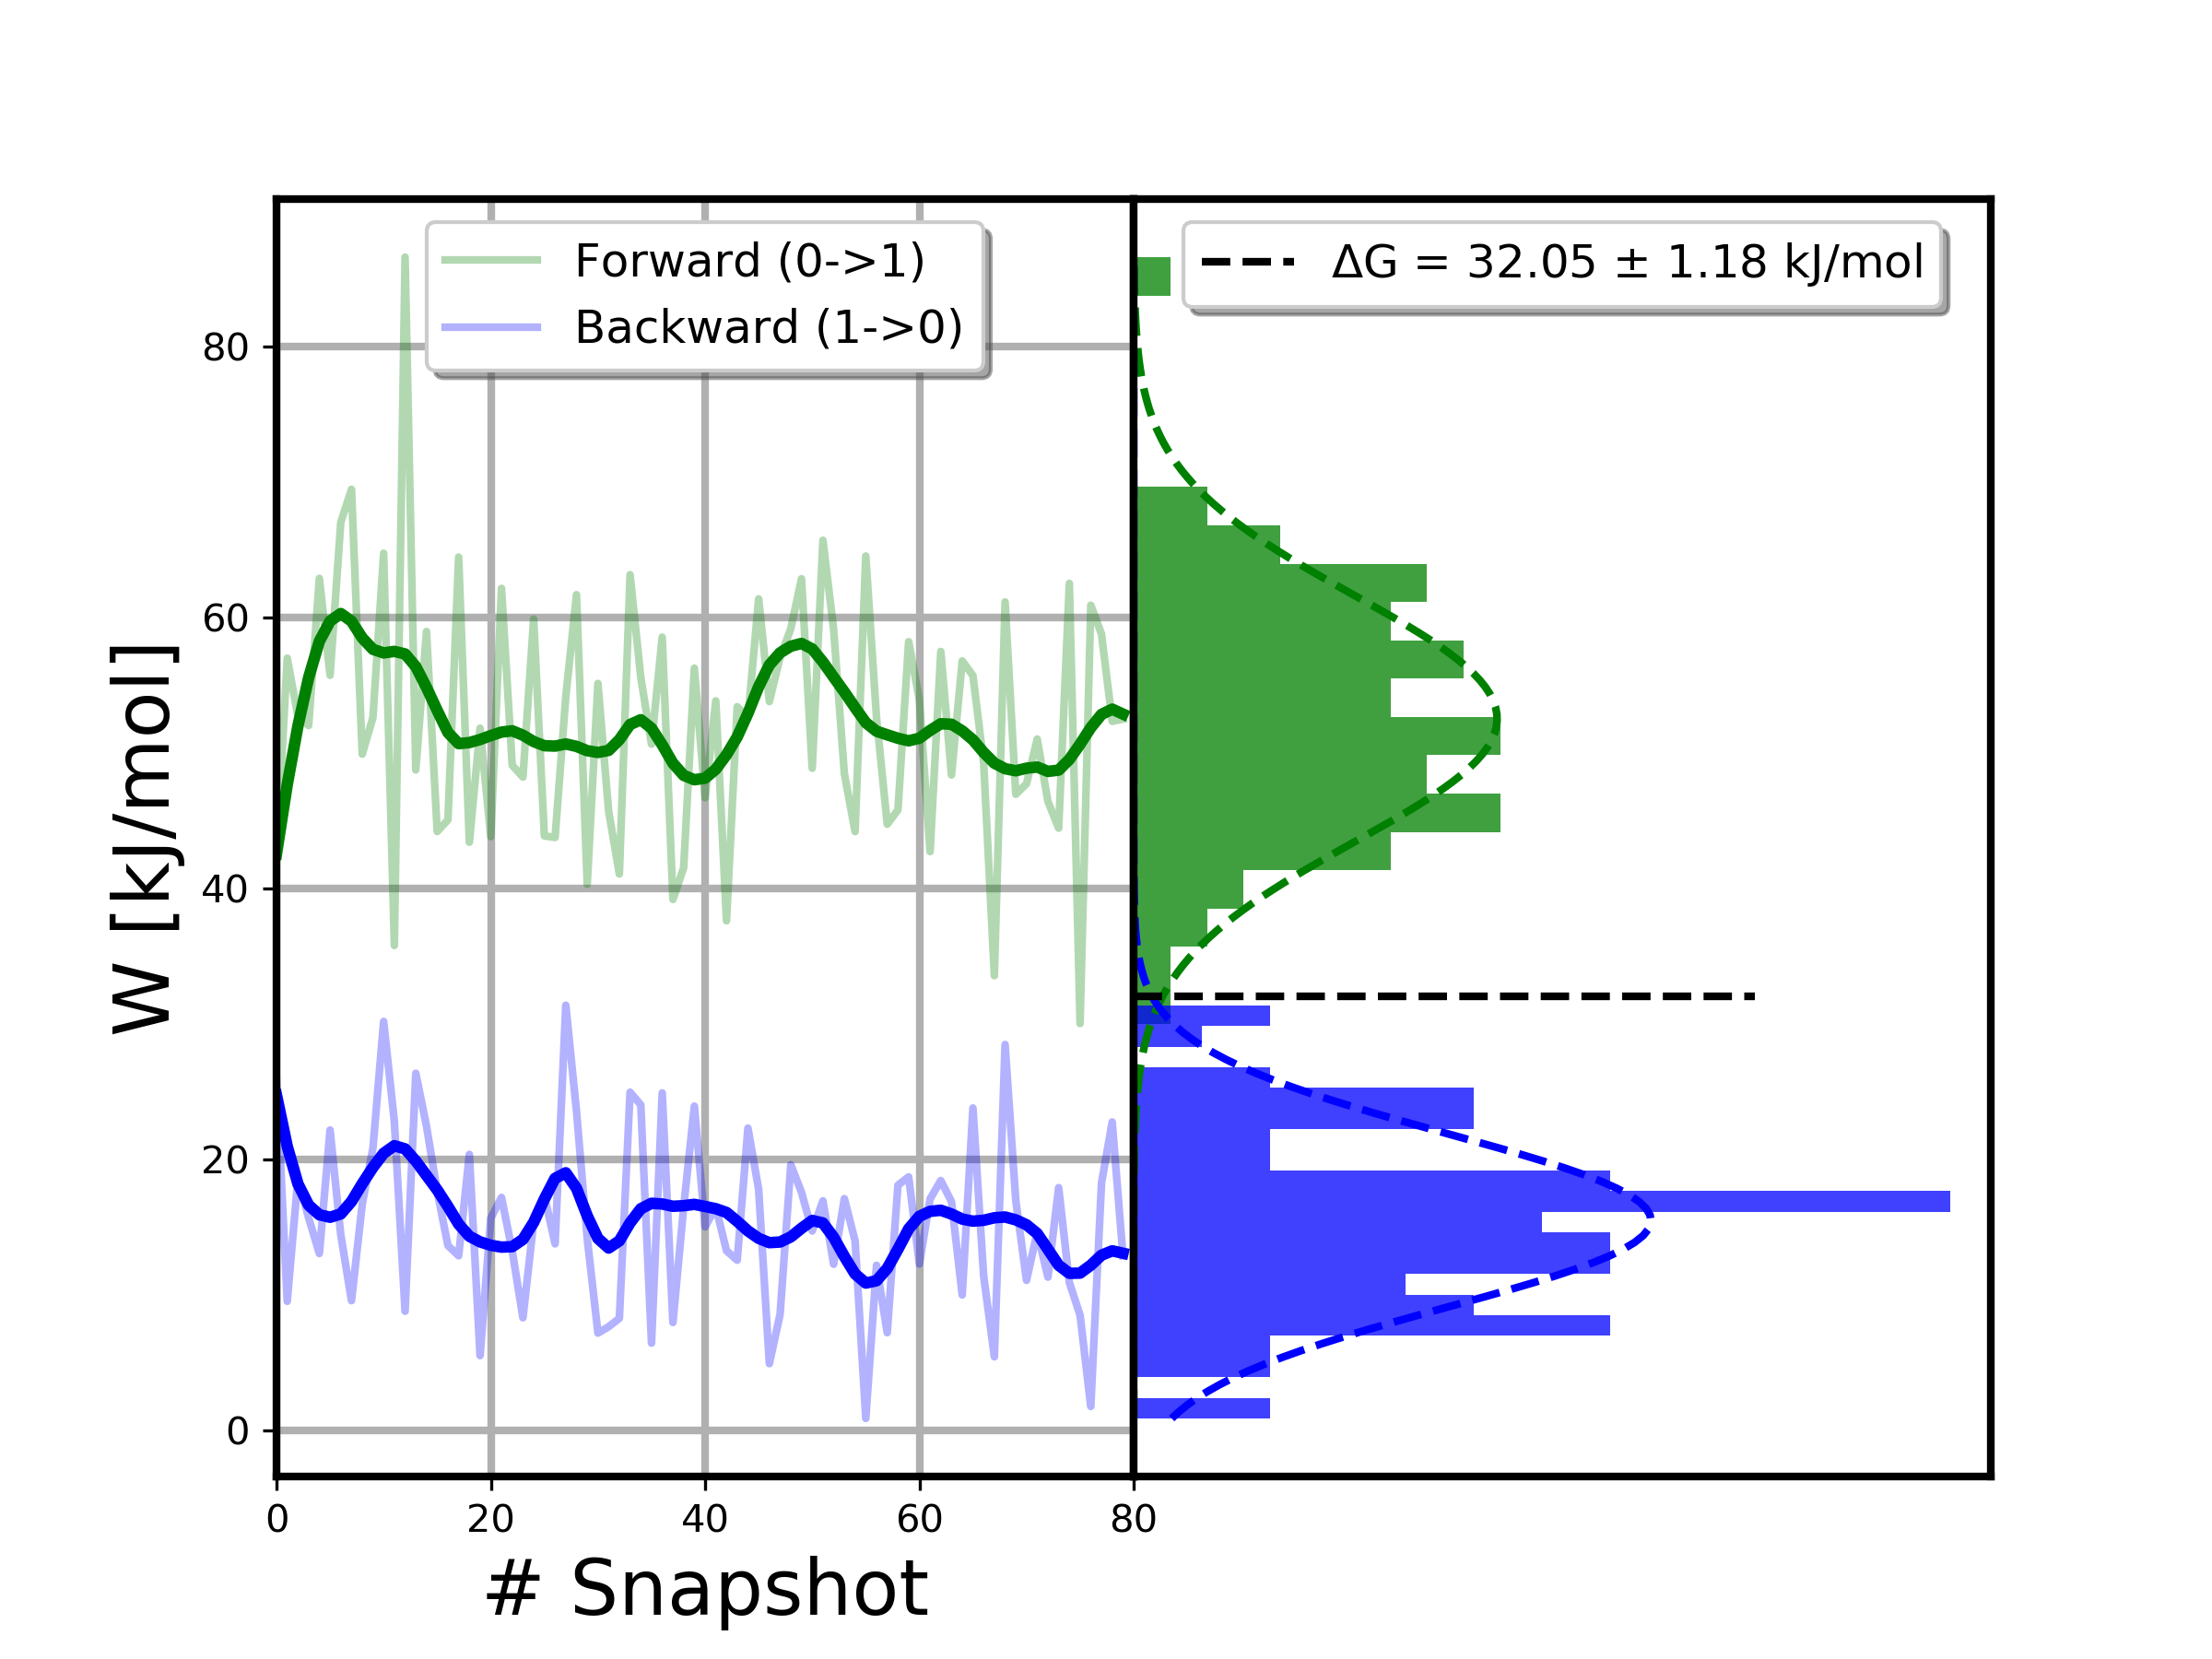 Forward (0->1)
Backward (1->0)
ΔG = 32.05 ± 1.18 kJ/mol
W [kJ/mol]
80
60
40
20
0
0 20 40 60 80
# Snapshot